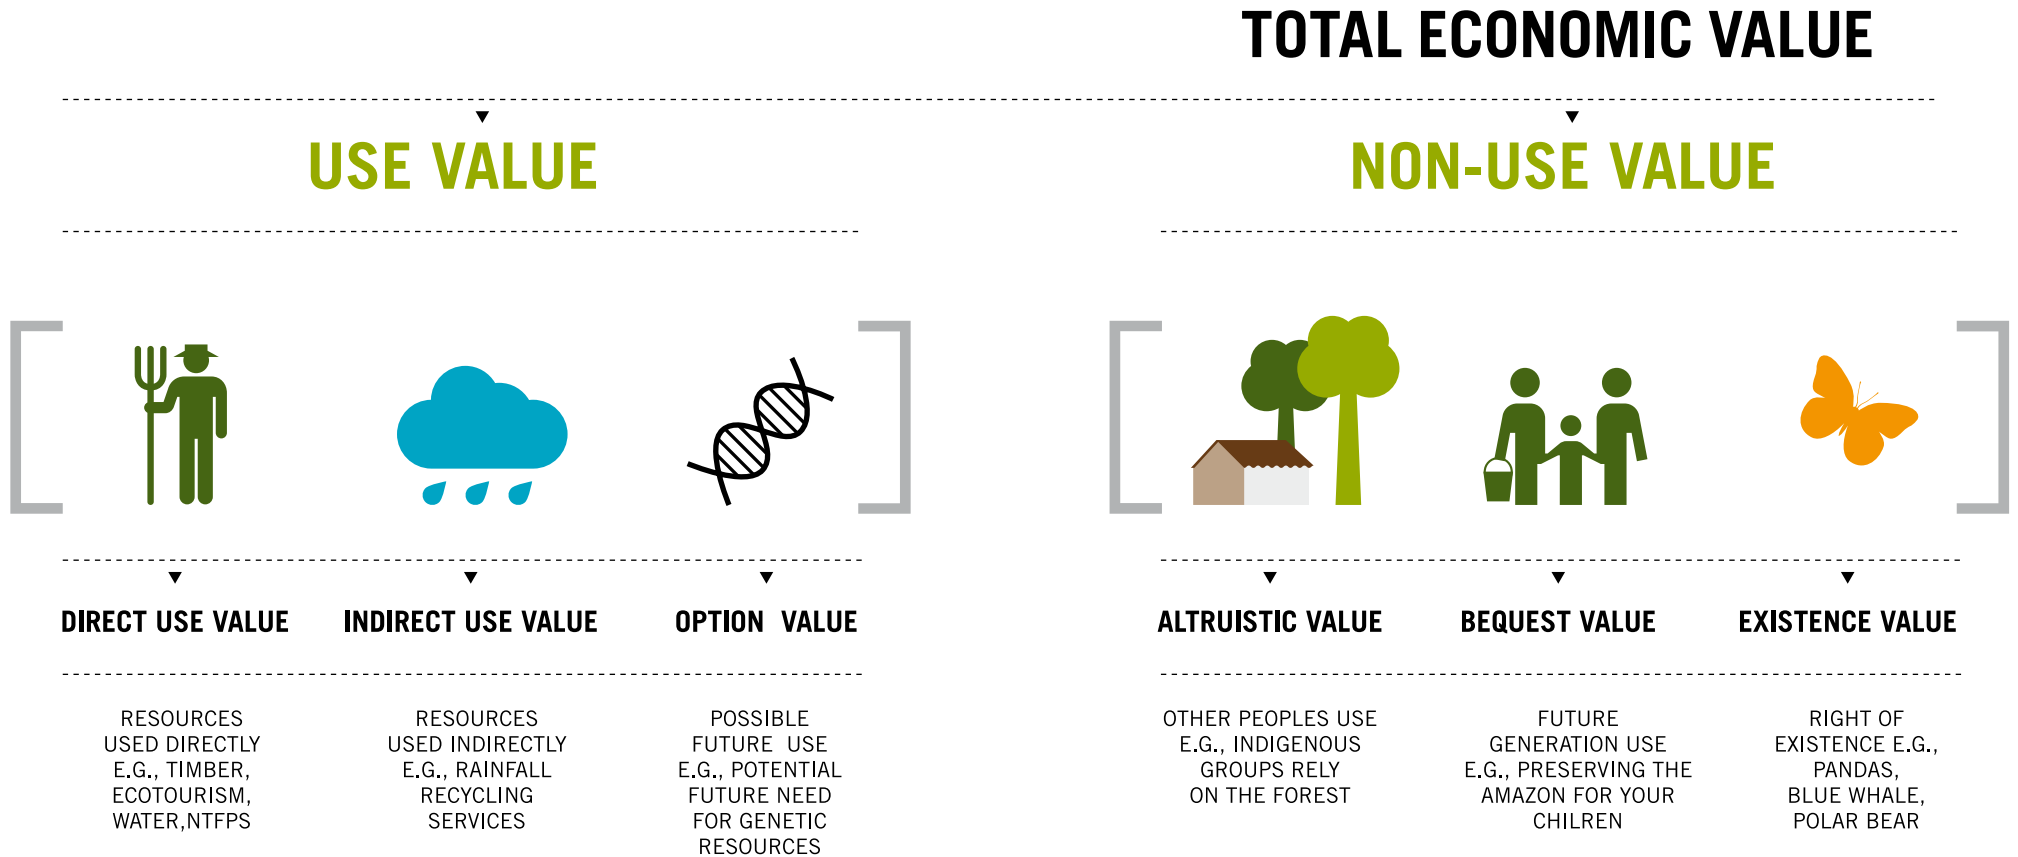 TOTAL ECONOMIC VALUE
USE VALUE
NON-USE VALUE
DIRECT USE VALUE
INDIRECT USE VALUE
OPTION VALUE
ALTRUISTIC VALUE
BEQUEST VALUE
EXISTENCE VALUE
RESOURCES
USED DIRECTLY
E.G., TIMBER,
ECOTOURISM,
WATER,NTFPS
RESOURCES
USED INDIRECTLY
E.G., RAINFALL
RECYCLING
SERVICES
POSSIBLE
FUTURE USE
E.G., POTENTIAL
FUTURE NEED
FOR GENETIC
RESOURCES
OTHER PEOPLES USE
E.G., INDIGENOUS
GROUPS RELY
ON THE FOREST
FUTURE
GENERATION USE
E.G., PRESERVING THE
AMAZON FOR YOUR
CHILREN
RIGHT OF
EXISTENCE E.G.,
PANDAS,
BLUE WHALE,
POLAR BEAR